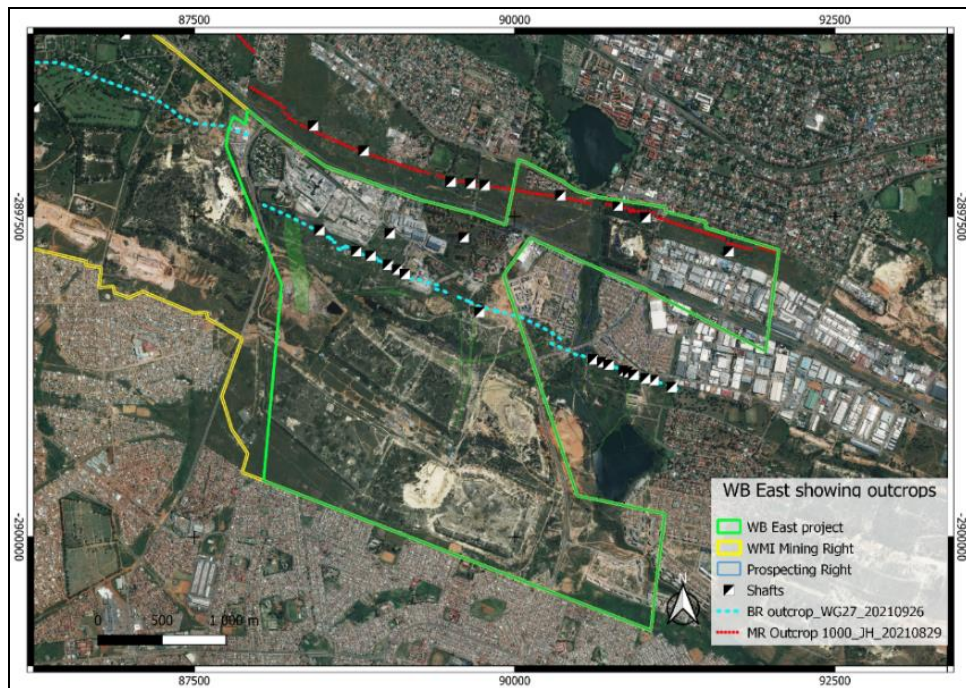 87500 90000 92500
-2897500 -2897500
-2900000 -2900000
WB East showing outcrops
WB East project
WMI Mining Right
Prospecting Right
Shafts
BR outcrop_WG27_20210926
MR Outcrop 1000_JH_20210829
0 500 1 000 m
87500 90000 92500